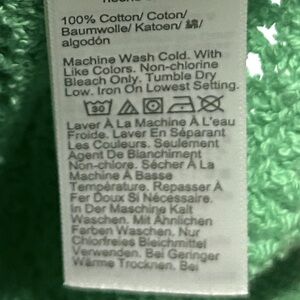 100% Cotton/ Coton/
Baumwolle/ Katoen/ 綿/
algodón
Machine Wash Cold. With
Like Colors. Non-chlorine
Bleach Only. Tumble Dry
Low. Iron On Lowest Setting.
30
Laver À La Machine À L'eau
Froide. Laver En Séparant
Les Couleurs. Seulement
Agent De Blanchiment
Non-chlore. Sécher À La
Machine À Basse
Température. Repasser À
Fer Doux Si Nécessaire.
In Der Maschine Kalt
Waschen. Mit Ähnlichen
Farben Waschen. Nur
Chlorfreies Bleichmittel
Verwenden. Bei Geringer
Wärme Trocknen. Bei